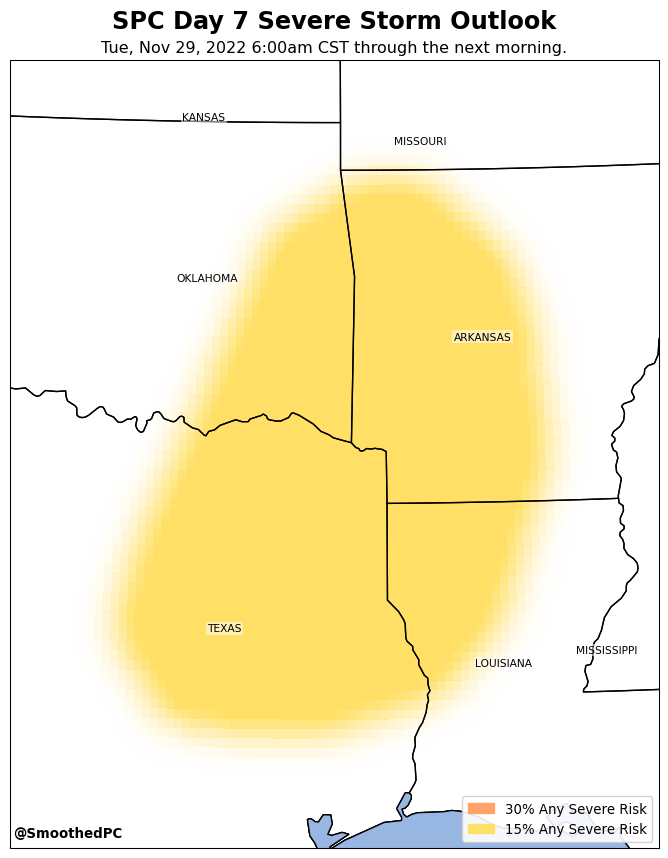 SPC Day 7 Severe Storm Outlook
Tue, Nov 29, 2022 6:00am CST through the next morning.
KANSAS
MISSOURI
OKLAHOMA
ARKANSAS
TEXAS
MISSISSIPPI
LOUISIANA
30% Any Severe Risk
15% Any Severe Risk
@SmoothedPC